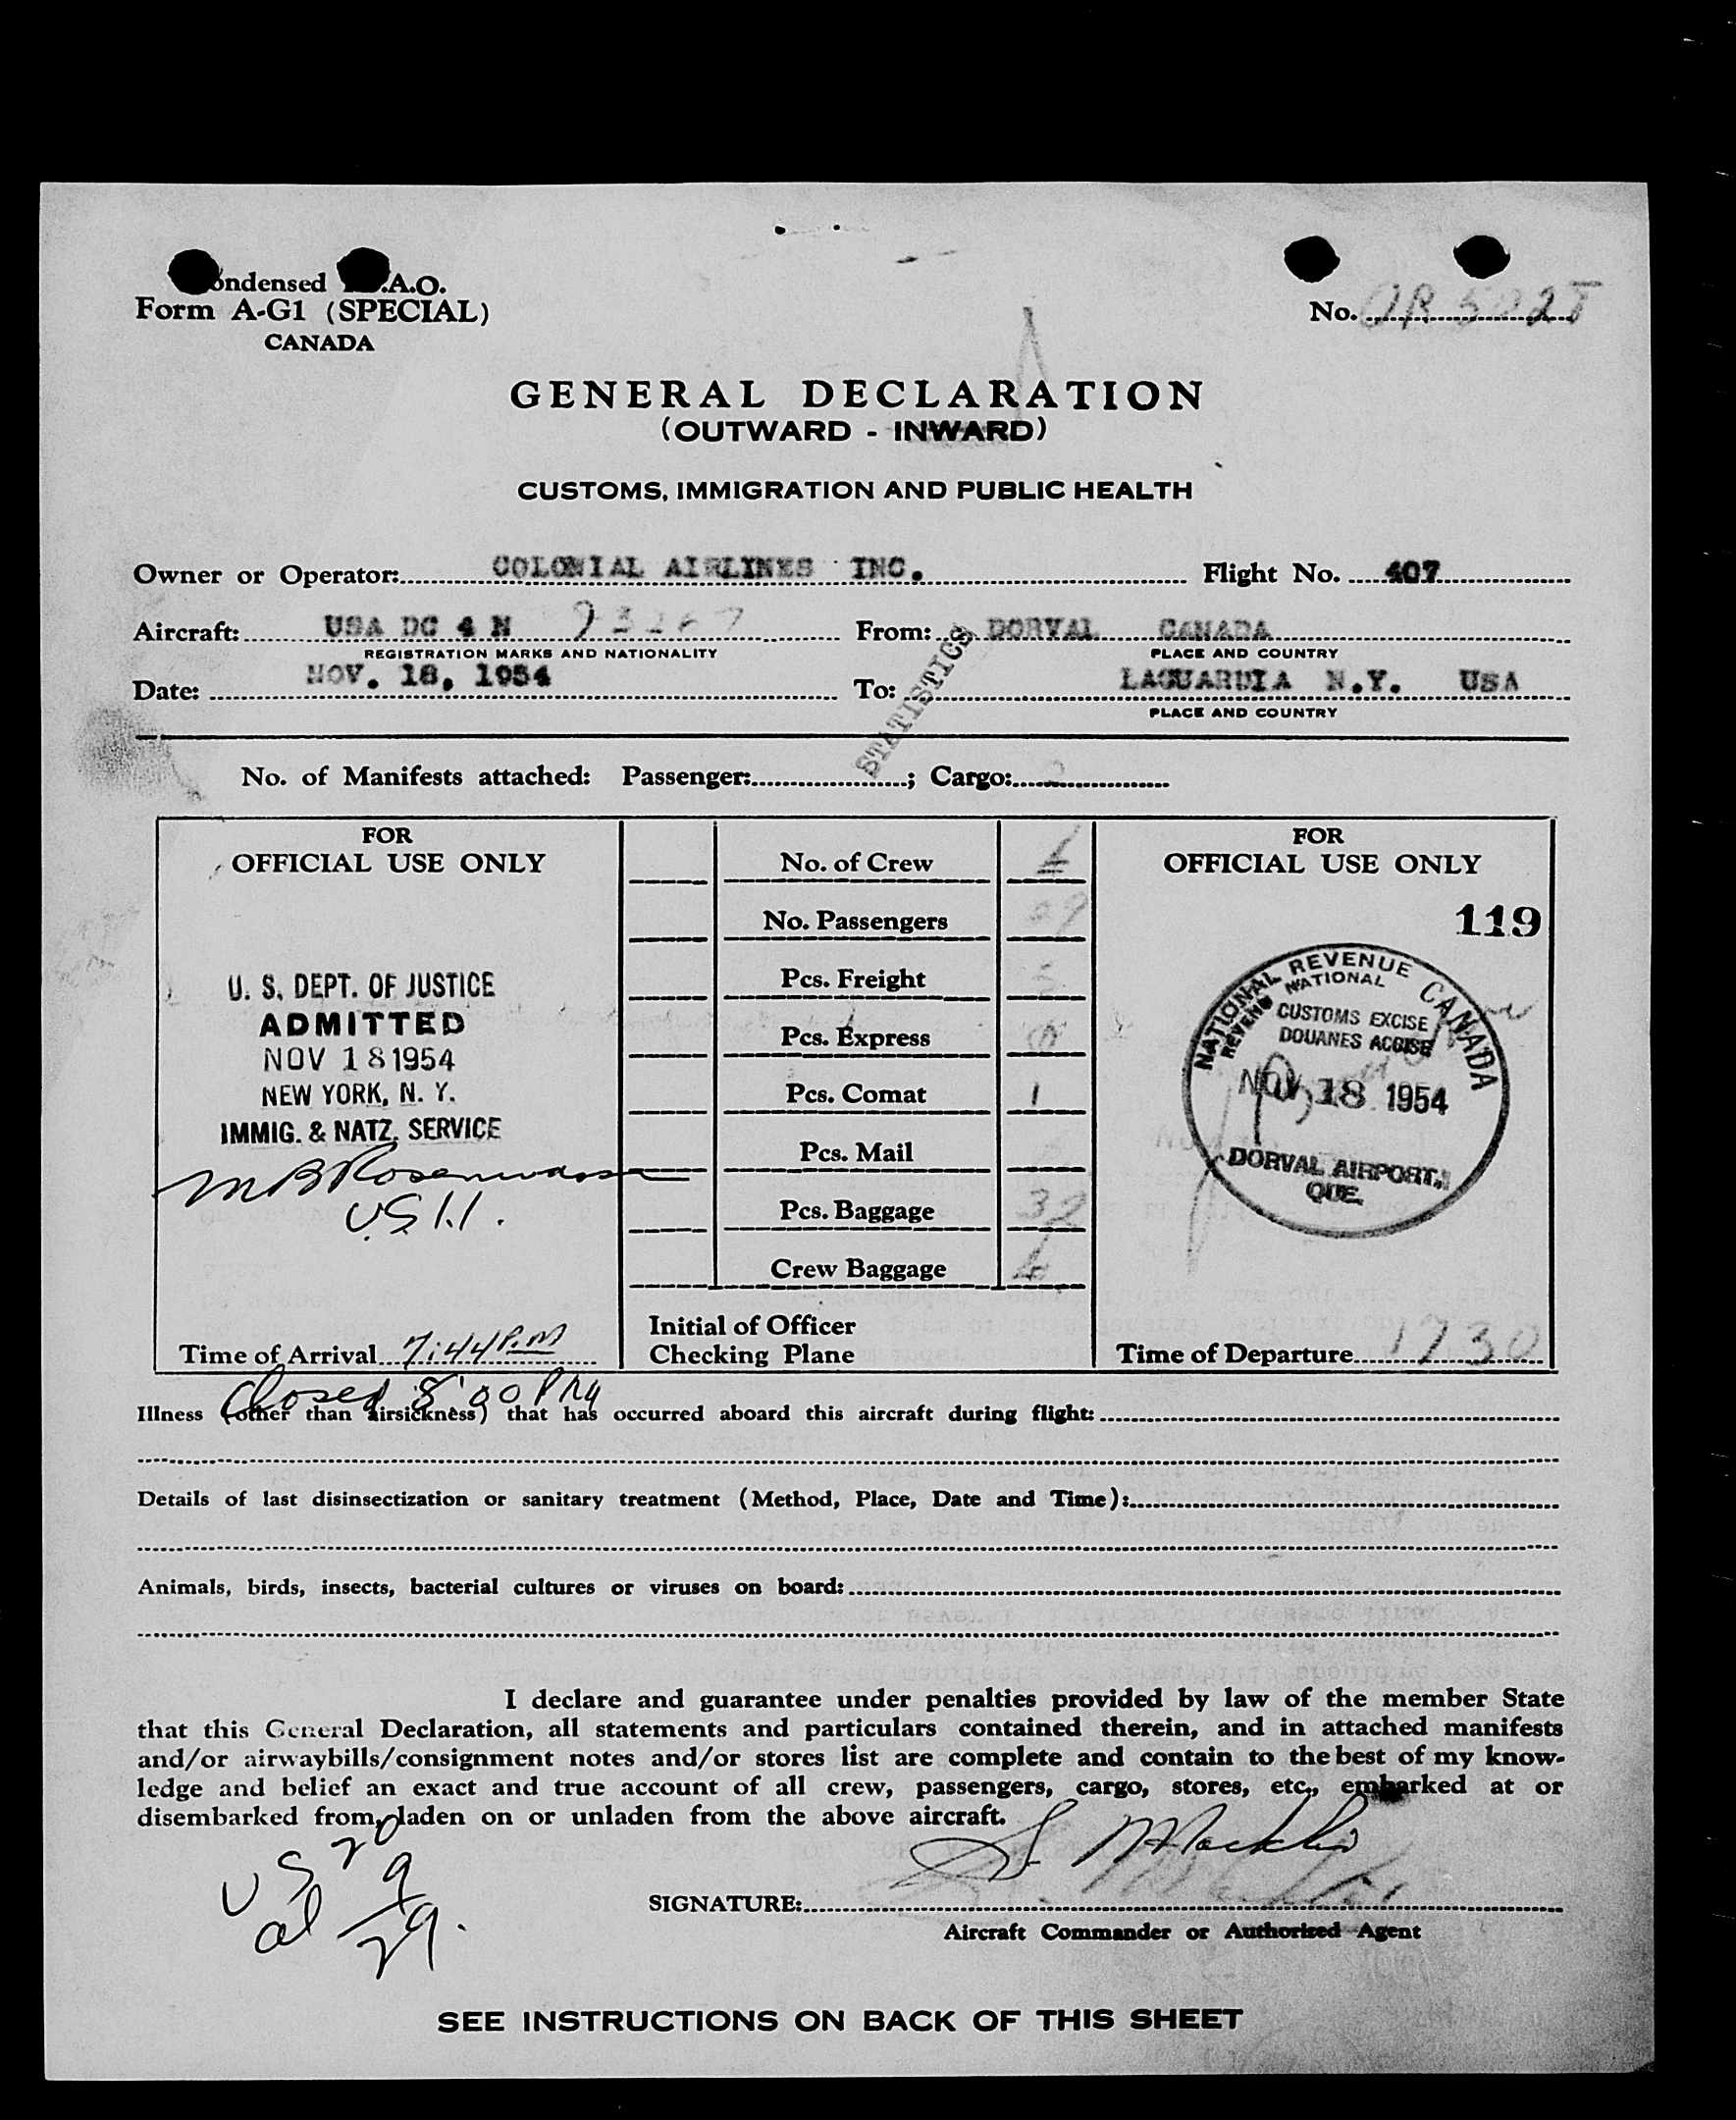 ondensed .A.O.
Form A-G1 (SPECIAL)
CANADA
No. OR
GENERAL DECLARATION
(OUTWARD - INWARD)
CUSTOMS, IMMIGRATION AND PUBLIC HEALTH
Owner or Operator: COLONIAL AIRLINES INC. Flight No. 407
Aircraft: USA DC 4 N From: DORVAL CANADA
REGISTRATION MARKS AND NATIONALITY PLACE AND COUNTRY
Date: NOV. 18, 1954 To: LAGUARDIA N.Y. USA
PLACE AND COUNTRY
STATISTICS
No. of Manifests attached: Passenger: ; Cargo:
FOR
OFFICIAL USE ONLY
U. S. DEPT. OF JUSTICE
ADMITTED
NOV 18 1954
NEW YORK, N. Y.
IMMIG. & NATZ. SERVICE
M B
U.S.I.I.
Time of Arrival 7:44 P.M
No. of Crew
No. Passengers
Pcs. Freight
Pcs. Express
Pcs. Comat 1
Pcs. Mail
Pcs. Baggage 32
Crew Baggage
Initial of Officer
Checking Plane
FOR
OFFICIAL USE ONLY
119
NATIONAL REVENUE CANADA
REVENU NATIONAL
CUSTOMS EXCISE
DOUANES ACCISE
NOV 18 1954
DORVAL AIRPORT,
QUE.
Time of Departure 1730
Closed 8:00 PM
Illness (other than airsickness) that has occurred aboard this aircraft during flight:
Details of last disinsectization or sanitary treatment (Method, Place, Date and Time):
Animals, birds, insects, bacterial cultures or viruses on board:
I declare and guarantee under penalties provided by law of the member State
that this General Declaration, all statements and particulars contained therein, and in attached manifests
and/or airwaybills/consignment notes and/or stores list are complete and contain to the best of my know-
ledge and belief an exact and true account of all crew, passengers, cargo, stores, etc., embarked at or
disembarked from, laden on or unladen from the above aircraft.
US 20
al 9
29.
SIGNATURE:
Aircraft Commander or Authorized Agent
SEE INSTRUCTIONS ON BACK OF THIS SHEET